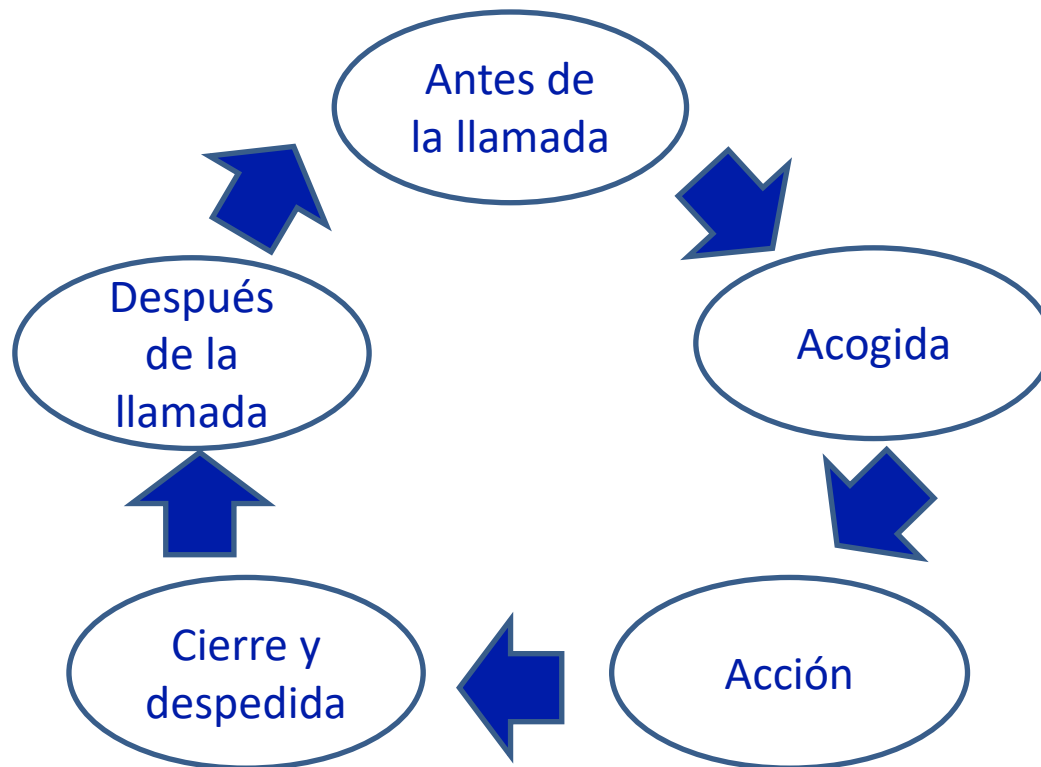 Antes de
la llamada
Acogida
Acción
Cierre y
despedida
Después
de la
llamada